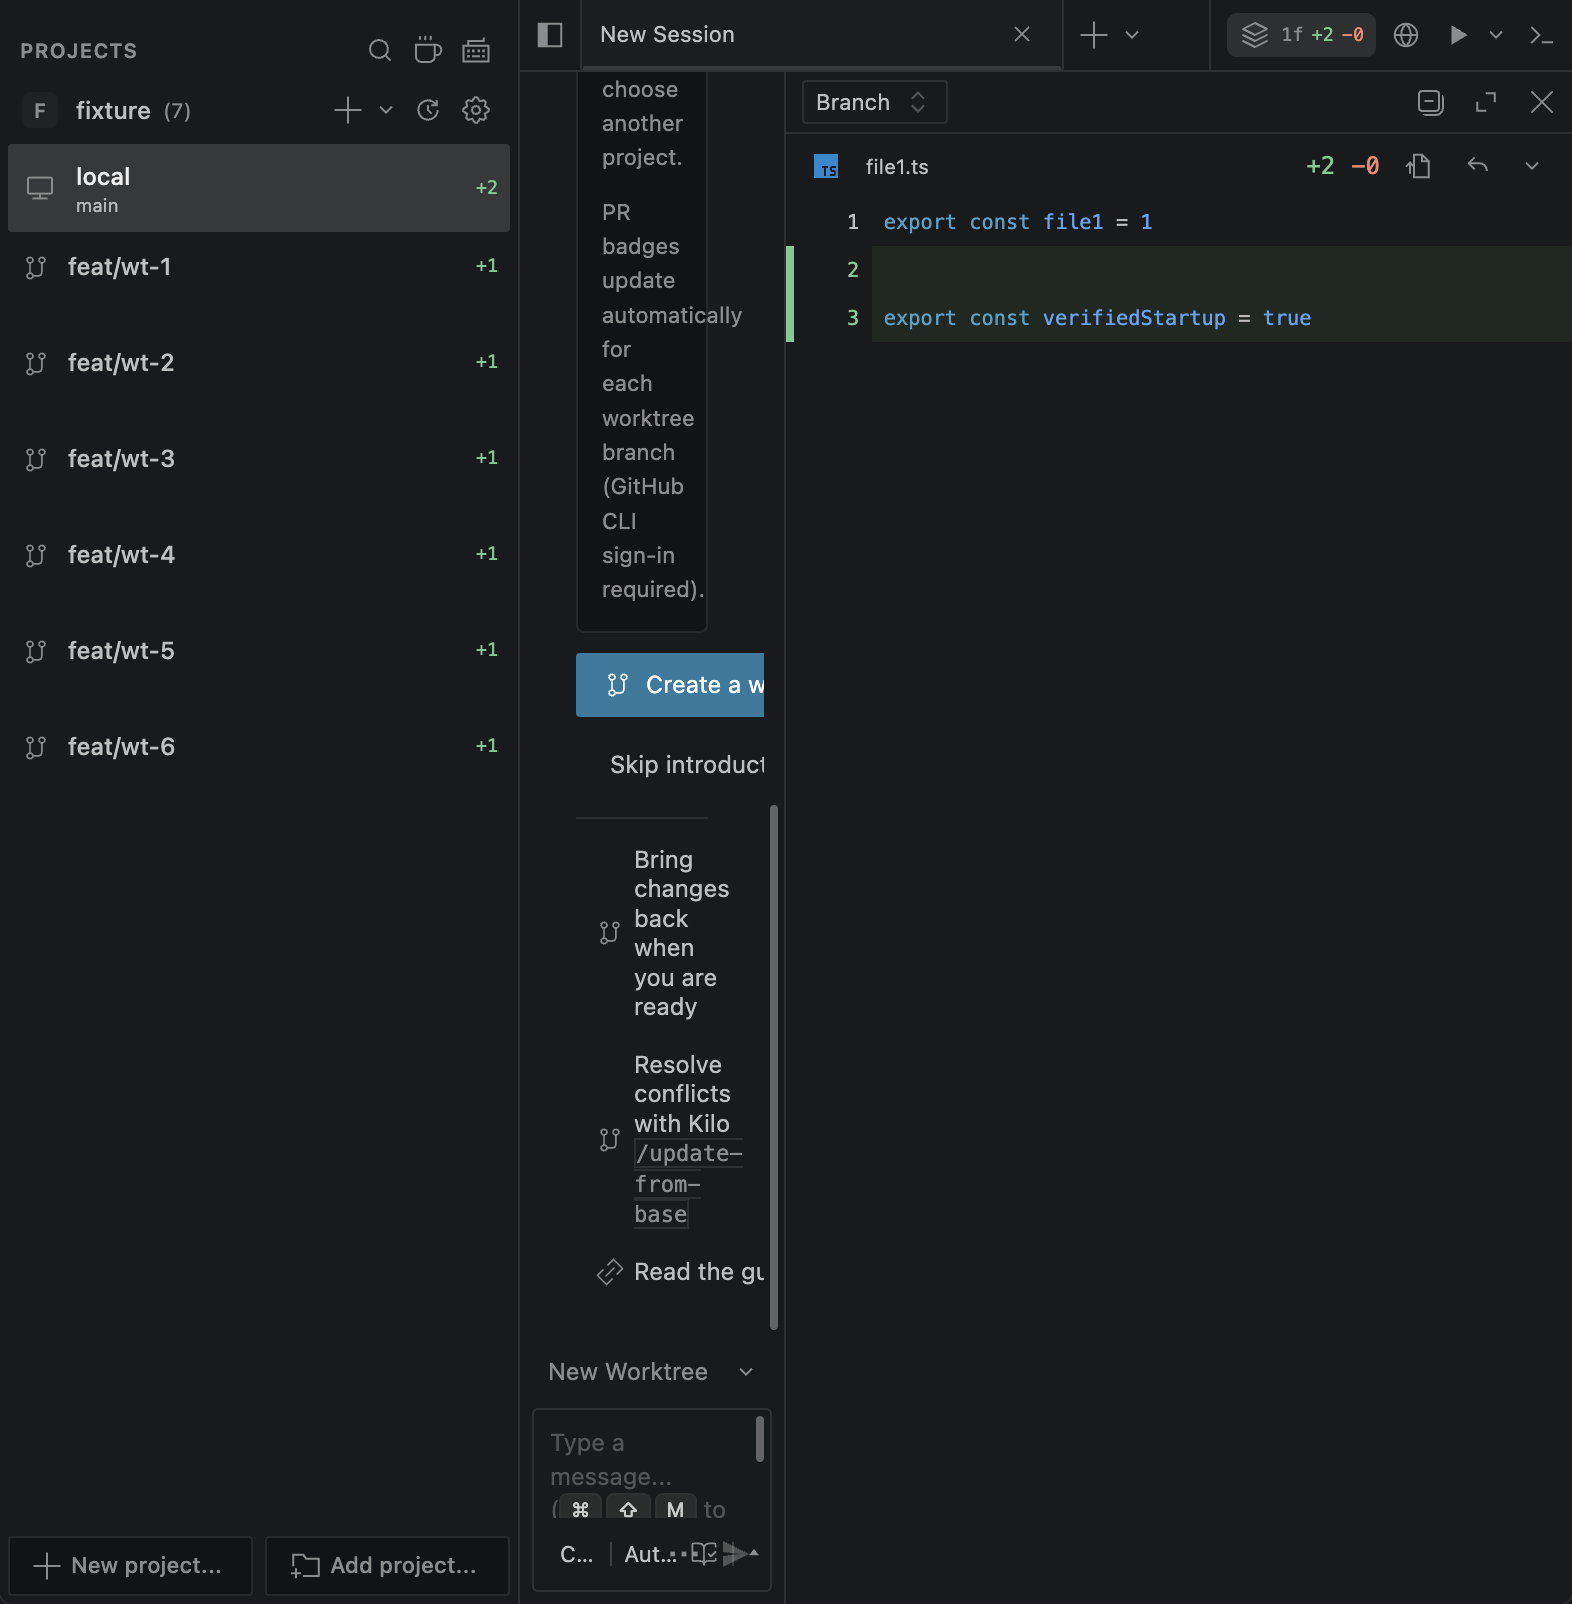 PROJECTS
F fixture (7)
local
main
+2
feat/wt-1 +1
feat/wt-2 +1
feat/wt-3 +1
feat/wt-4 +1
feat/wt-5 +1
feat/wt-6 +1
New project...
Add project...
New Session
1f +2 −0
choose
another
project.
PR
badges
update
automatically
for
each
worktree
branch
(GitHub
CLI
sign-in
required).
Create a w
Skip introduct
Bring
changes
back
when
you are
ready
Resolve
conflicts
with Kilo
/update-
from-
base
Read the gu
New Worktree
Type a
message...
(⌘ ⇧ M to
C... Aut...
Branch
TS file1.ts +2 −0
1 export const file1 = 1
2
3 export const verifiedStartup = true